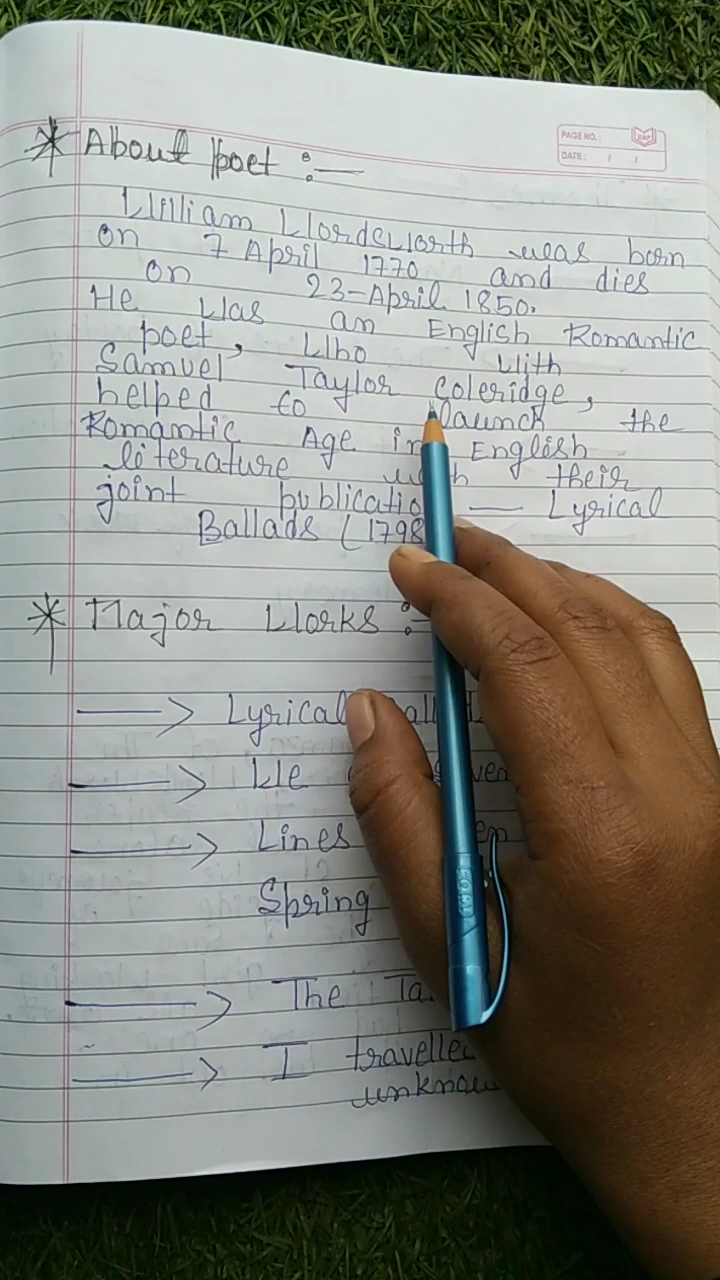 PAGE NO.:
DATE: / /
* About poet :—
William Wordsworth was born
on 7 April 1770 and dies
on 23-April 1850.
He was an English Romantic
poet, Who With
Samuel Taylor Coleridge,
helped to launch the
Romantic Age in English
literature with their
joint publicatio — Lyrical
Ballads (1798
* Major Works :—
→ Lyrical Ballad
→ We
→ Lines
Spring
→ The
→ I travelled
unknow